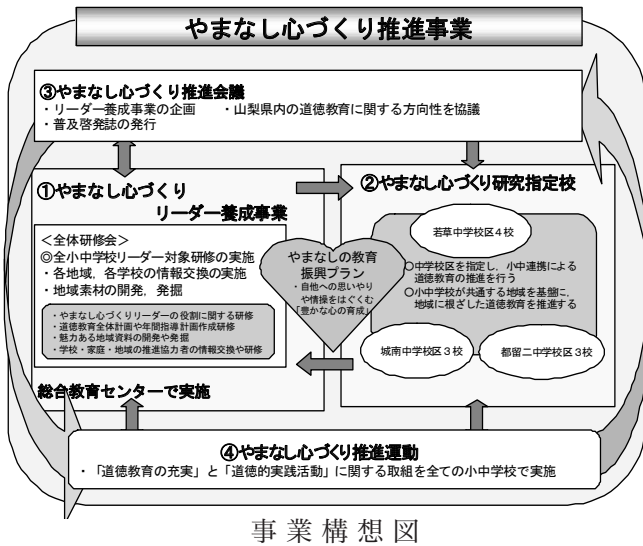 やまなし心づくり推進事業
③やまなし心づくり推進会議
・リーダー養成事業の企画　・山梨県内の道徳教育に関する方向性を協議
・普及啓発誌の発行
①やまなし心づくり
リーダー養成事業
<全体研修会>
◎全小中学校リーダー対象研修の実施
・各地域，各学校の情報交換の実施
・地域素材の開発，発掘
・やまなし心づくりリーダーの役割に関する研修
・道徳教育全体計画や年間指導計画作成研修
・魅力ある地域資料の開発や発掘
・学校・家庭・地域の推進協力者の情報交換や研修
総合教育センターで実施
やまなしの教育
振興プラン
・自他への思いやり
や情操をはぐくむ
「豊かな心の育成」
②やまなし心づくり研究指定校
若草中学校区４校
○中学校区を指定し，小中連携による
道徳教育の推進を行う
○小中学校が共通する地域を基盤に，
地域に根ざした道徳教育を推進する
城南中学校区３校
都留二中学校区３校
④やまなし心づくり推進運動
・「道徳教育の充実」と「道徳的実践活動」に関する取組を全ての小中学校で実施
事業構想図